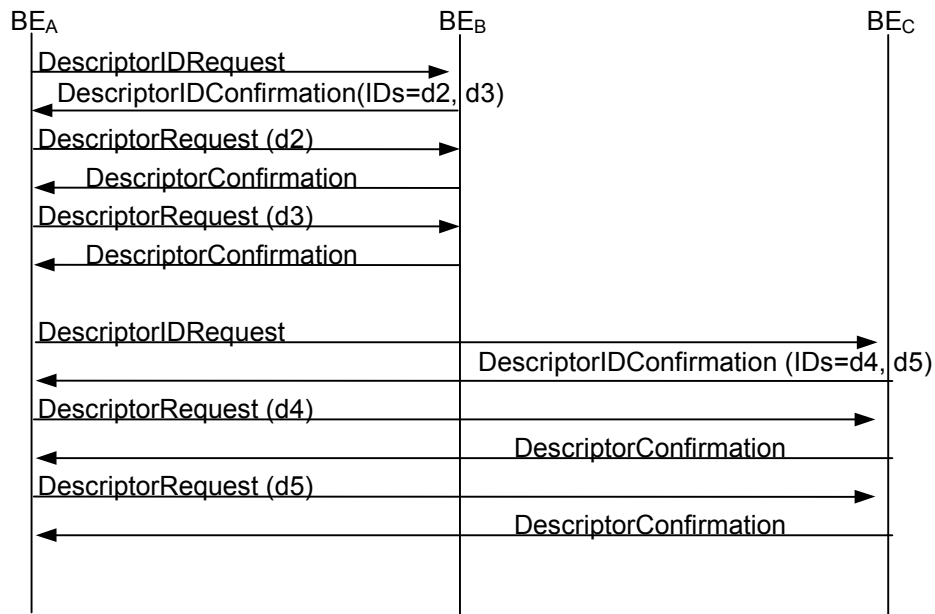 BEA BEB BEC
DescriptorIDRequest
DescriptorIDConfirmation(IDs=d2, d3)
DescriptorRequest (d2)
DescriptorConfirmation
DescriptorRequest (d3)
DescriptorConfirmation
DescriptorIDRequest
DescriptorIDConfirmation (IDs=d4, d5)
DescriptorRequest (d4)
DescriptorConfirmation
DescriptorRequest (d5)
DescriptorConfirmation